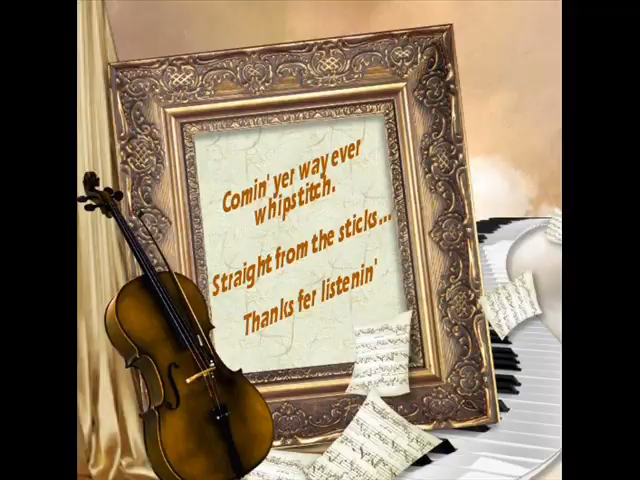 Comin' yer way ever
whipstitch.
Straight from the sticks...
Thanks fer listenin'